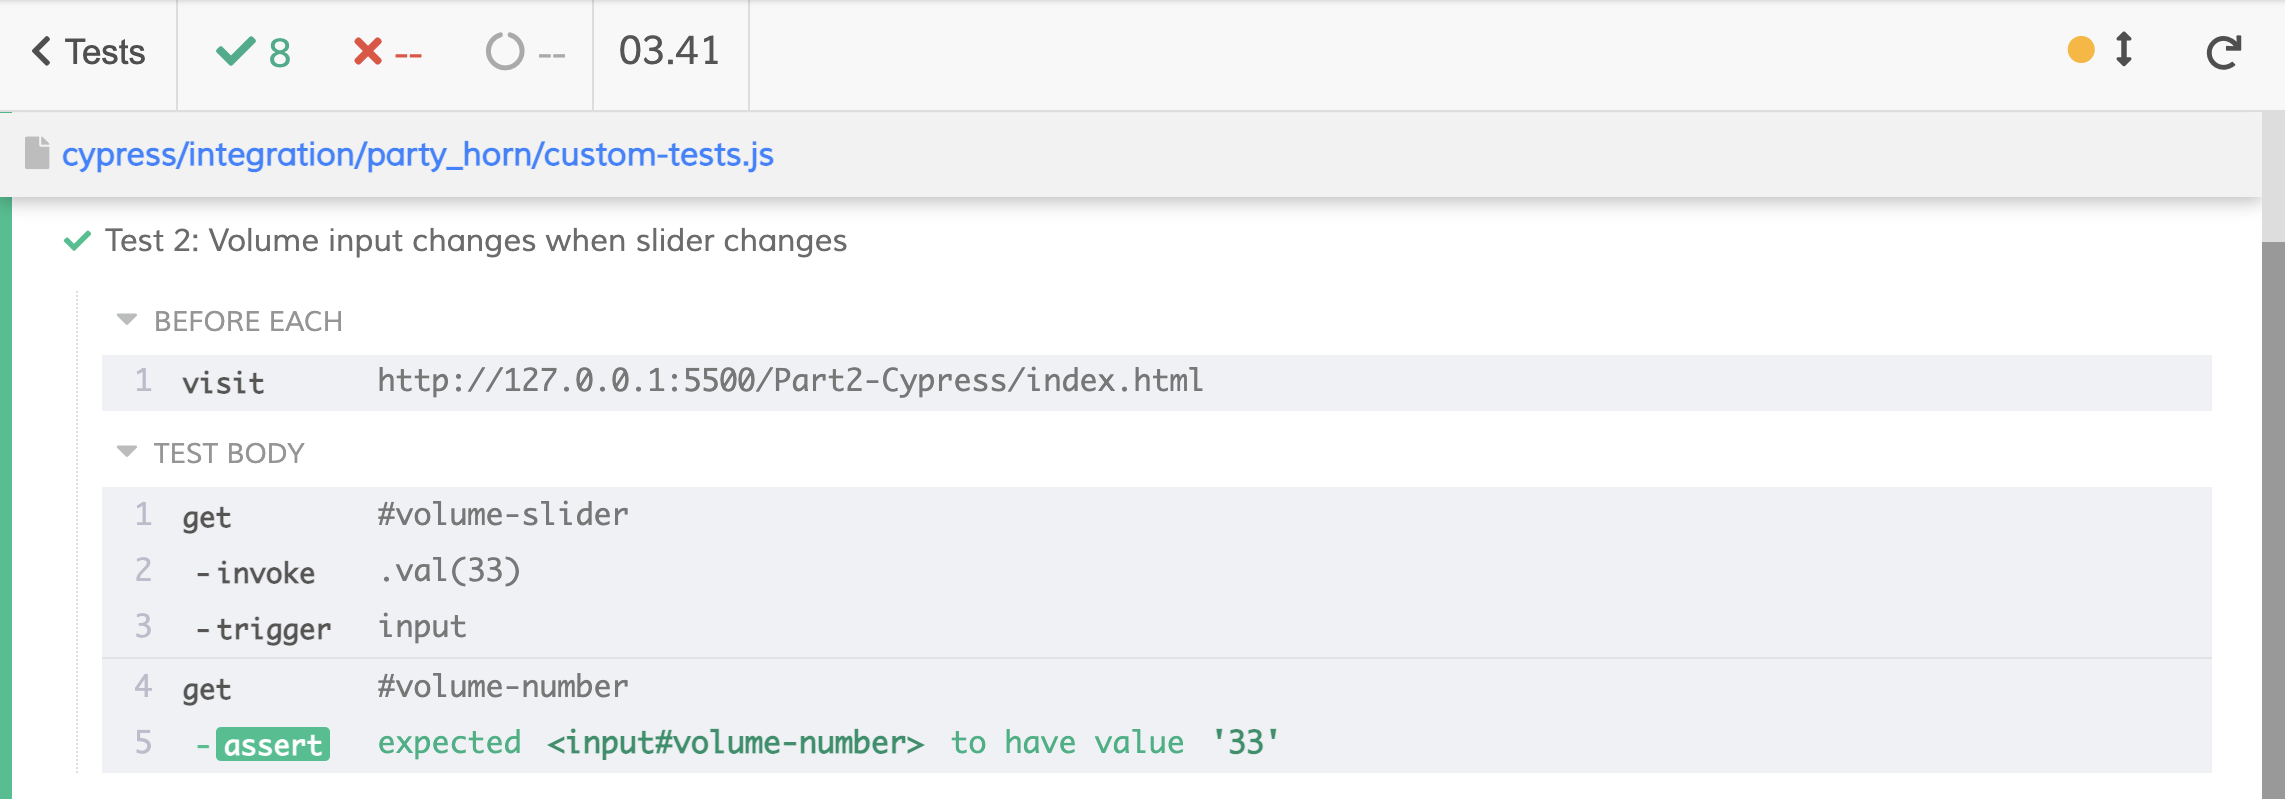 Tests 8 -- -- 03.41
cypress/integration/party_horn/custom-tests.js
Test 2: Volume input changes when slider changes
BEFORE EACH
1 visit http://127.0.0.1:5500/Part2-Cypress/index.html
TEST BODY
1 get #volume-slider
2 -invoke .val(33)
3 -trigger input
4 get #volume-number
5 -assert expected <input#volume-number> to have value '33'